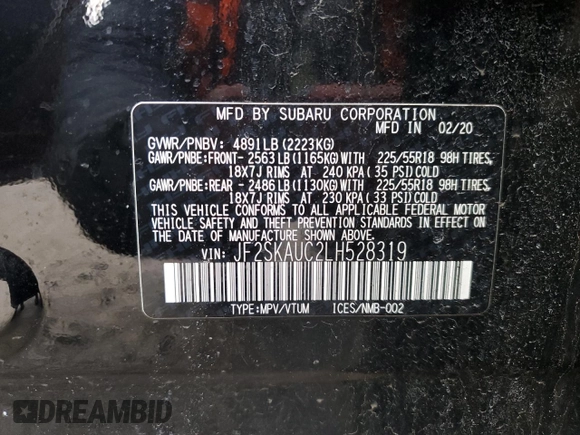 MFD BY SUBARU CORPORATION
MFD IN 02/20
GVWR/PNBV: 4891LB (2223KG)
GAWR/PNBE:FRONT- 2563 LB (1165KG) WITH 225/55R18 98H TIRES,
18X7J RIMS AT 240 KPA ( 35 PSI) COLD
GAWR/PNBE:REAR - 2486 LB (1130KG) WITH 225/55R18 98H TIRES,
18X7J RIMS AT 230 KPA ( 33 PSI) COLD
THIS VEHICLE CONFORMS TO ALL APPLICABLE FEDERAL MOTOR
VEHICLE SAFETY AND THEFT PREVENTION STANDARDS IN EFFECT ON
THE DATE OF MANUFACTURE SHOWN ABOVE.
VIN: JF2SKAUC2LH528319
TYPE:MPV/VTUM ICES/NMB-002
DREAMBID